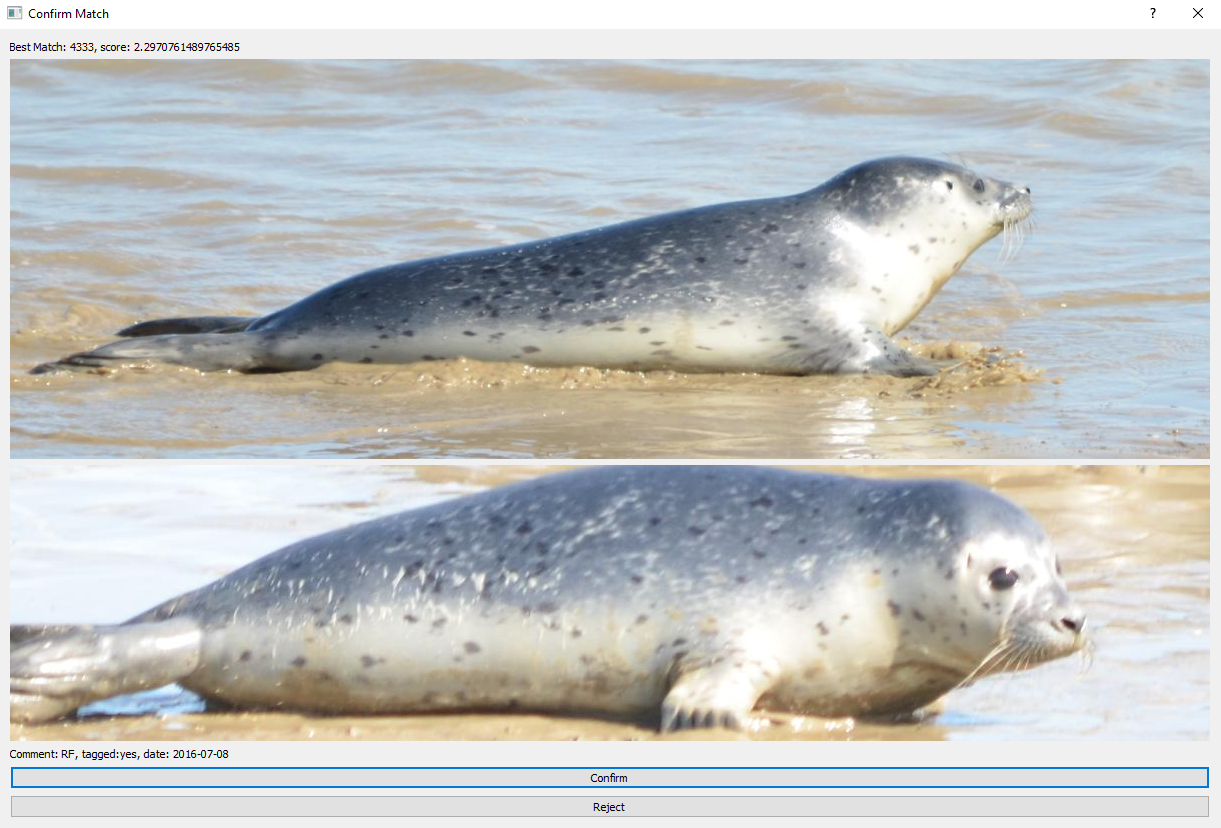 Confirm Match
?
Best Match: 4333, score: 2.2970761489765485
Comment: RF, tagged:yes, date: 2016-07-08
Confirm
Reject